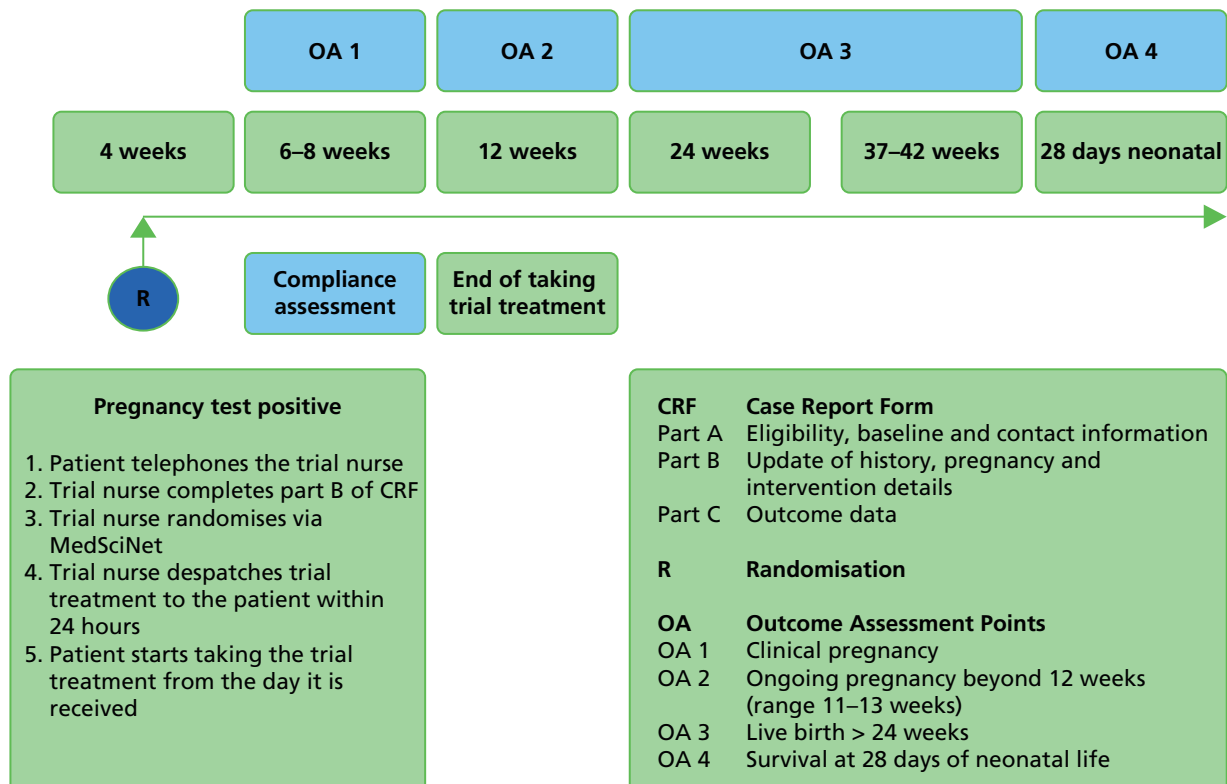 OA 1
OA 2
OA 3
OA 4
4 weeks
6–8 weeks
12 weeks
24 weeks
37–42 weeks
28 days neonatal
R
Compliance
assessment
End of taking
trial treatment
Pregnancy test positive
1. Patient telephones the trial nurse
2. Trial nurse completes part B of CRF
3. Trial nurse randomises via
MedSciNet
4. Trial nurse despatches trial
treatment to the patient within
24 hours
5. Patient starts taking the trial
treatment from the day it is
received
CRF Case Report Form
Part A Eligibility, baseline and contact information
Part B Update of history, pregnancy and
intervention details
Part C Outcome data
R Randomisation
OA Outcome Assessment Points
OA 1 Clinical pregnancy
OA 2 Ongoing pregnancy beyond 12 weeks
(range 11–13 weeks)
OA 3 Live birth > 24 weeks
OA 4 Survival at 28 days of neonatal life